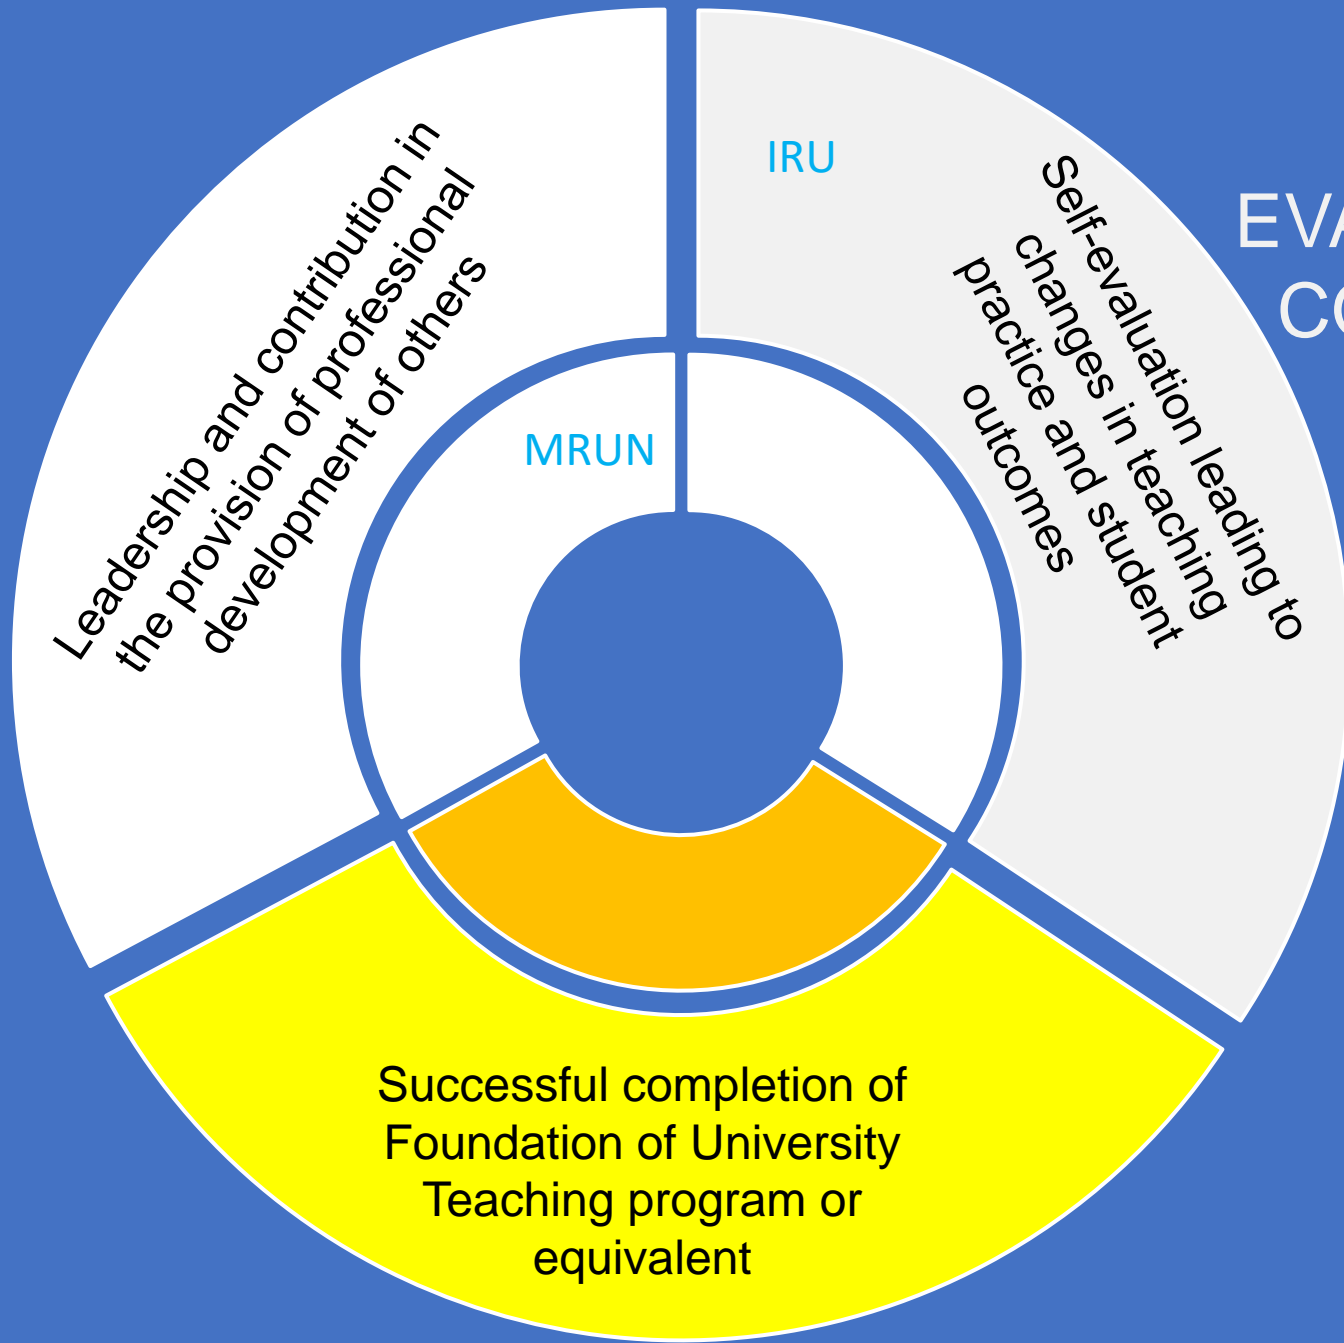 Leadership and contribution in
the provision of professional
development of others
IRU
Self-evaluation leading to
changes in teaching
practice and student
outcomes
MRUN
Successful completion of
Foundation of University
Teaching program or
equivalent